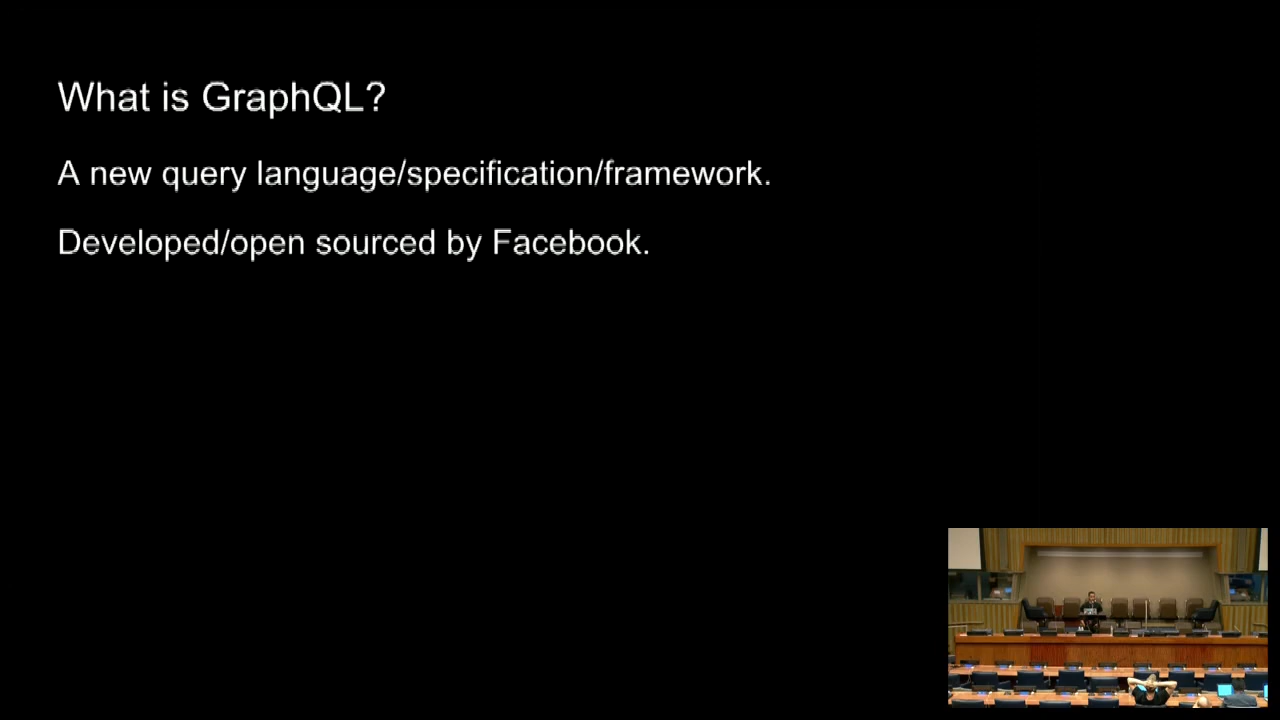 What is GraphQL?
A new query language/specification/framework.
Developed/open sourced by Facebook.